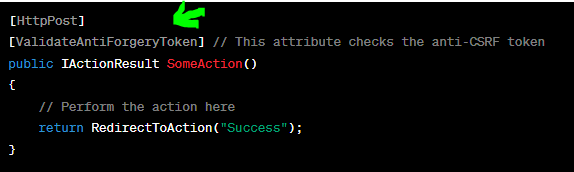 [HttpPost]
[ValidateAntiForgeryToken] // This attribute checks the anti-CSRF token
public IActionResult SomeAction()
{
    // Perform the action here
    return RedirectToAction("Success");
}